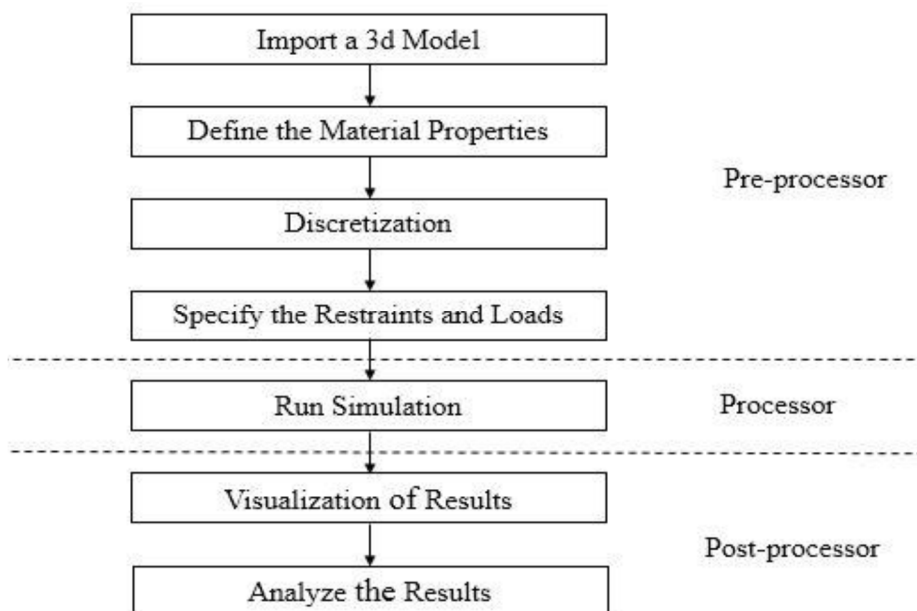 Import a 3d Model
Define the Material Properties
Discretization
Pre-processor
Specify the Restraints and Loads
Run Simulation
Processor
Visualization of Results
Post-processor
Analyze the Results